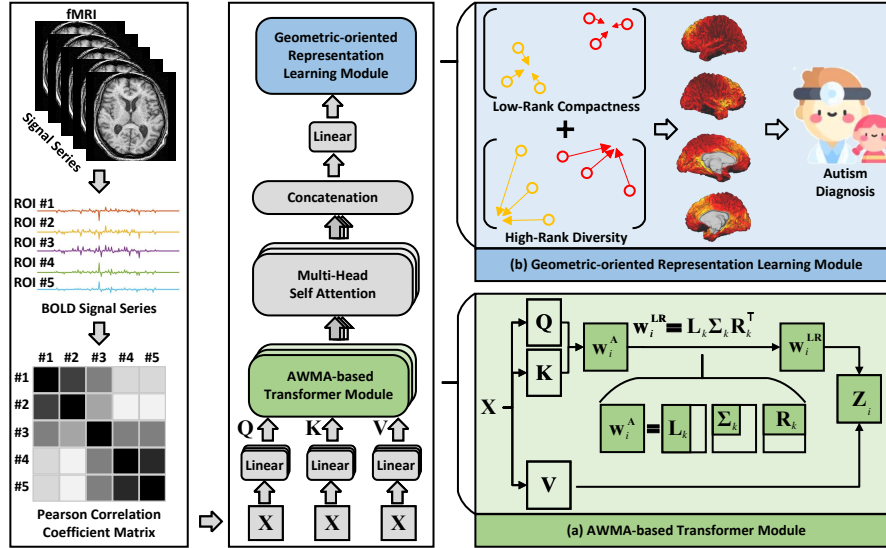 fMRI
Signal Series
ROI #1
ROI #2
ROI #3
ROI #4
ROI #5
BOLD Signal Series
#1 #2 #3 #4 #5
#1
#2
#3
#4
#5
Pearson Correlation
Coefficient Matrix
Geometric-oriented
Representation
Learning Module
Linear
Concatenation
Multi-Head
Self Attention
AWMA-based
Transformer Module
Q K V
Linear Linear Linear
X X X
Low-Rank Compactness
+
High-Rank Diversity
Autism
Diagnosis
(b) Geometric-oriented Representation Learning Module
X
Q
K
V
w_i^A
w_i^LR = L_k Σ_k R_k^T
w_i^LR
w_i^A = L_k Σ_k R_k
Z_i
(a) AWMA-based Transformer Module